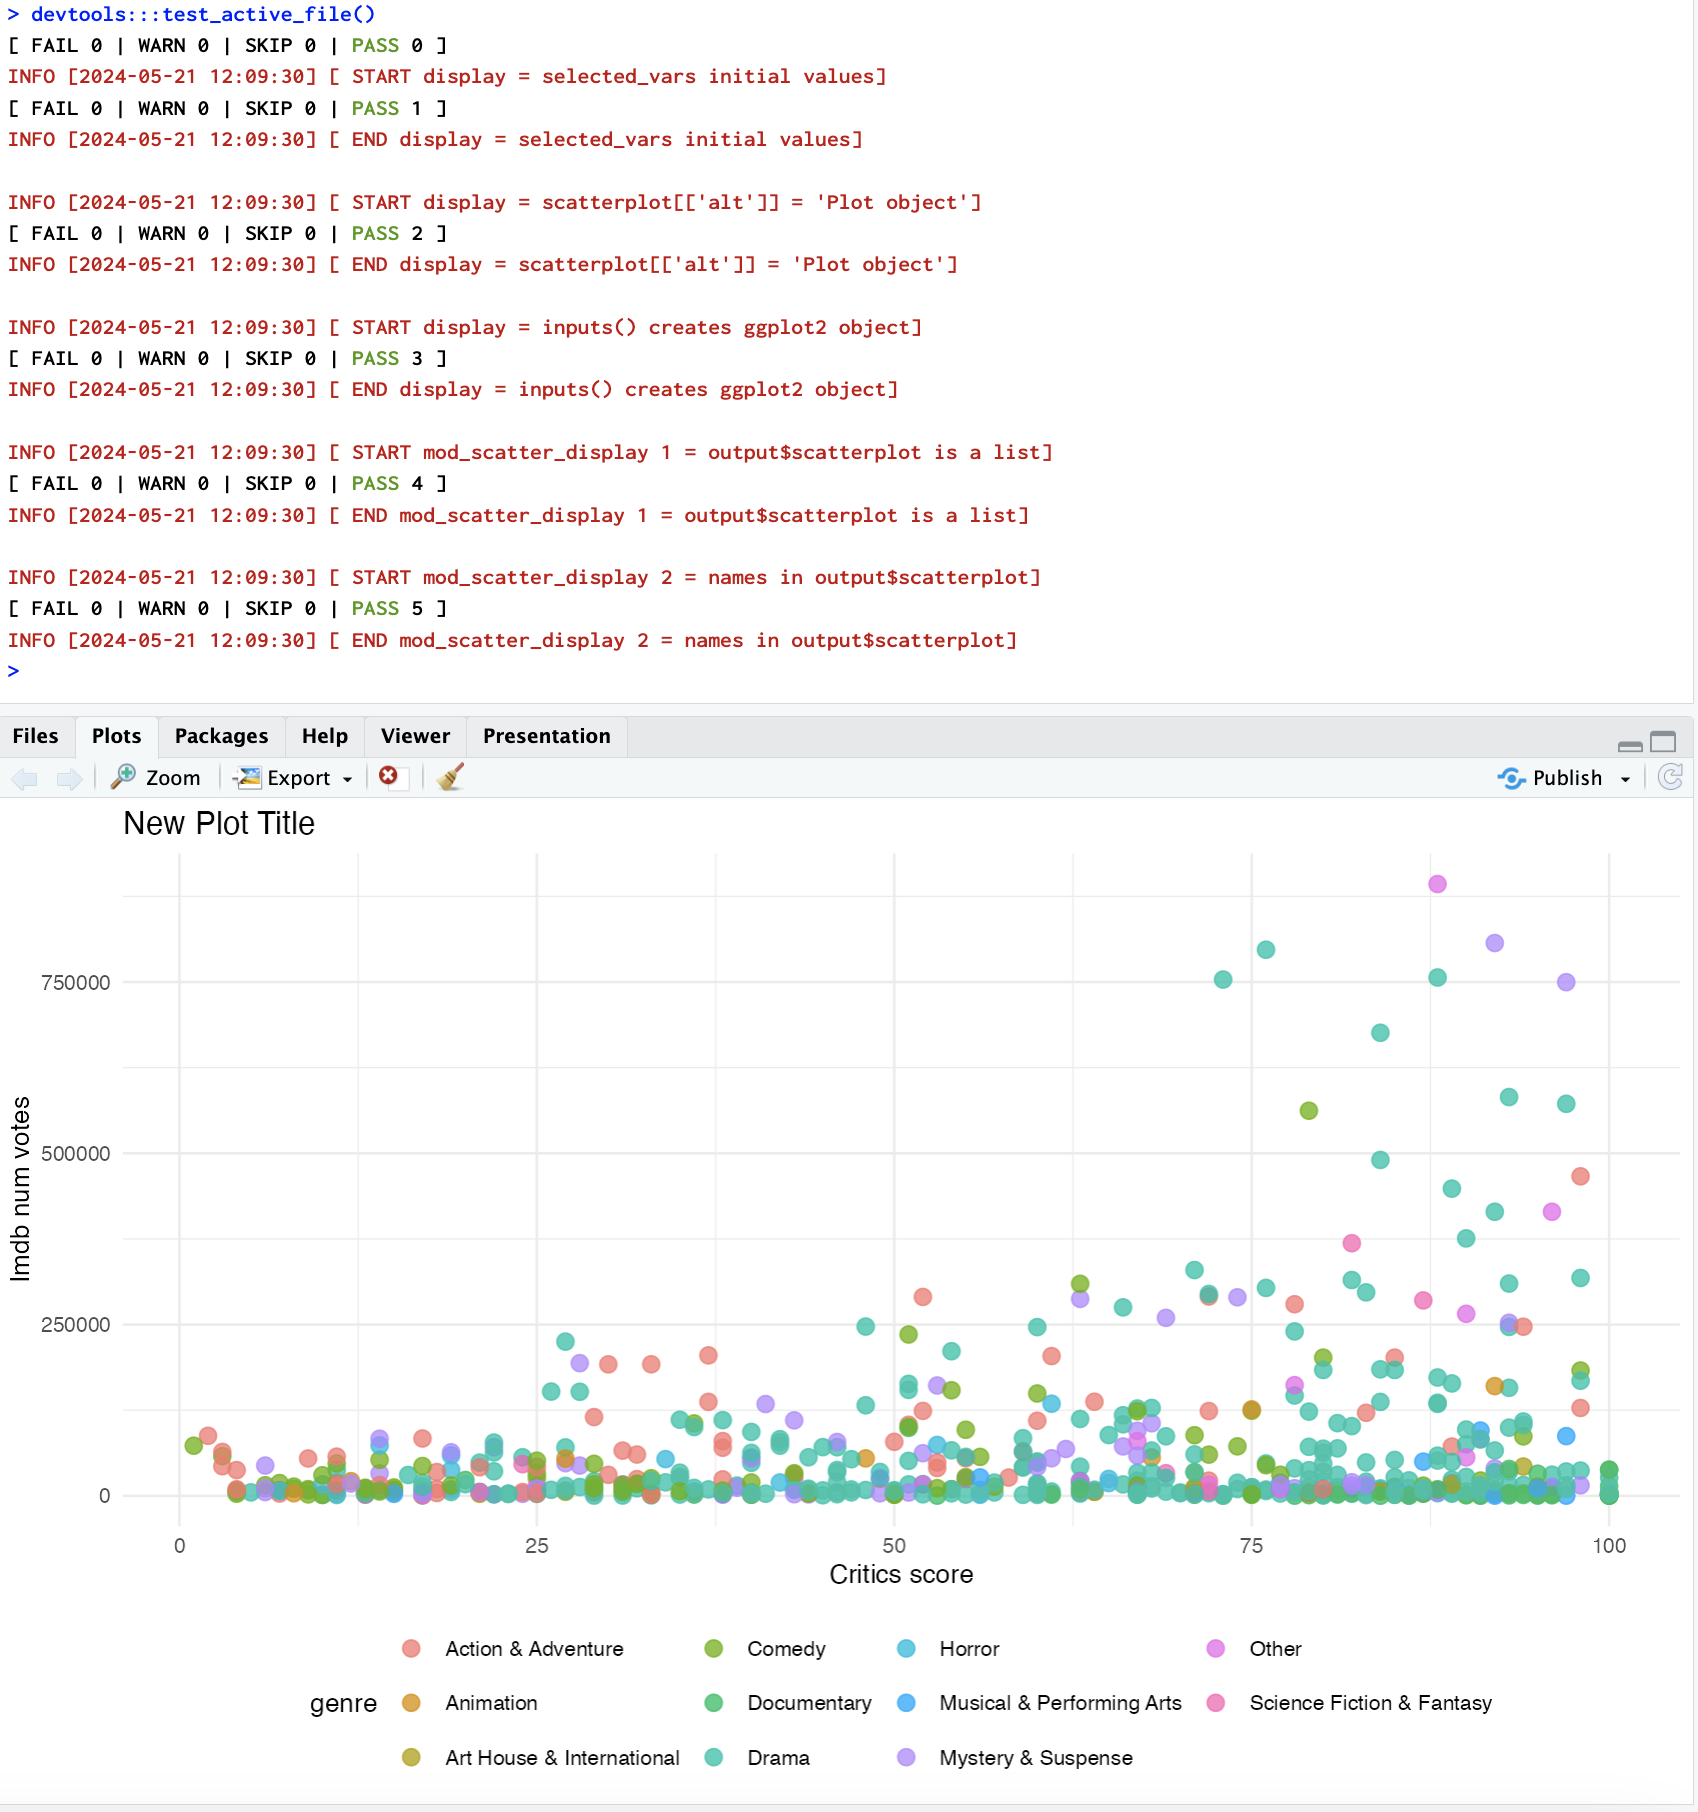 > devtools:::test_active_file()
[ FAIL 0 | WARN 0 | SKIP 0 | PASS 0 ]
INFO [2024-05-21 12:09:30] [ START display = selected_vars initial values]
[ FAIL 0 | WARN 0 | SKIP 0 | PASS 1 ]
INFO [2024-05-21 12:09:30] [ END display = selected_vars initial values]
INFO [2024-05-21 12:09:30] [ START display = scatterplot[['alt']] = 'Plot object']
[ FAIL 0 | WARN 0 | SKIP 0 | PASS 2 ]
INFO [2024-05-21 12:09:30] [ END display = scatterplot[['alt']] = 'Plot object']
INFO [2024-05-21 12:09:30] [ START display = inputs() creates ggplot2 object]
[ FAIL 0 | WARN 0 | SKIP 0 | PASS 3 ]
INFO [2024-05-21 12:09:30] [ END display = inputs() creates ggplot2 object]
INFO [2024-05-21 12:09:30] [ START mod_scatter_display 1 = output$scatterplot is a list]
[ FAIL 0 | WARN 0 | SKIP 0 | PASS 4 ]
INFO [2024-05-21 12:09:30] [ END mod_scatter_display 1 = output$scatterplot is a list]
INFO [2024-05-21 12:09:30] [ START mod_scatter_display 2 = names in output$scatterplot]
[ FAIL 0 | WARN 0 | SKIP 0 | PASS 5 ]
INFO [2024-05-21 12:09:30] [ END mod_scatter_display 2 = names in output$scatterplot]
>
Files Plots Packages Help Viewer Presentation
Zoom Export Publish
New Plot Title
Imdb num votes
750000
500000
250000
0
0 25 50 75 100
Critics score
Action & Adventure Comedy Horror Other
genre Animation Documentary Musical & Performing Arts Science Fiction & Fantasy
Art House & International Drama Mystery & Suspense